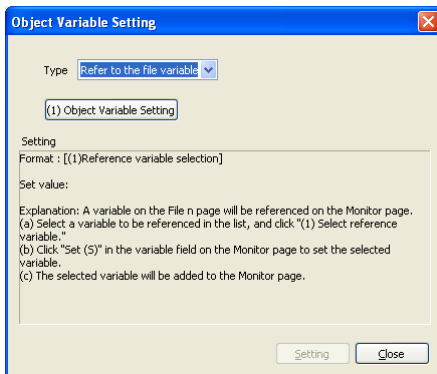 Object Variable Setting
Type Refer to the file variable
(1) Object Variable Setting
Setting
Format : [(1)Reference variable selection]
Set value:
Explanation: A variable on the File n page will be referenced on the Monitor page.
(a) Select a variable to be referenced in the list, and click "(1) Select reference
variable."
(b) Click "Set (S)" in the variable field on the Monitor page to set the selected
variable.
(c) The selected variable will be added to the Monitor page.
Setting Close